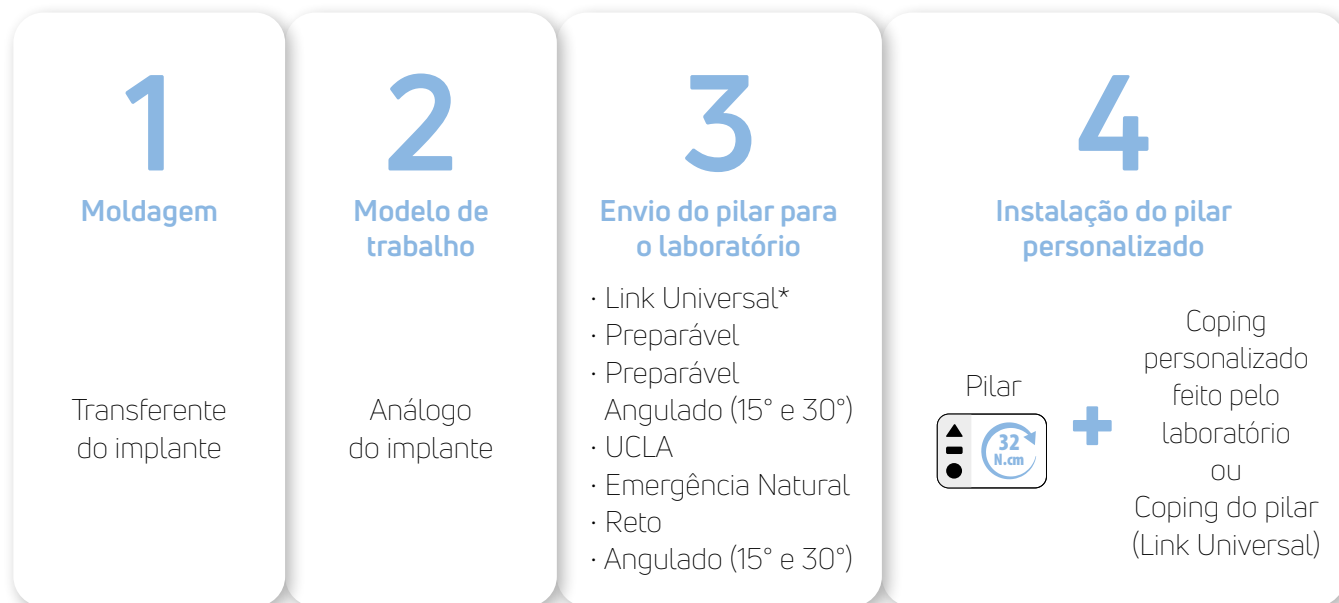 1
Moldagem
Transferente
do implante
2
Modelo de
trabalho
Análogo
do implante
3
Envio do pilar para
o laboratório
· Link Universal*
· Preparável
· Preparável
Angulado (15° e 30°)
· UCLA
· Emergência Natural
· Reto
· Angulado (15° e 30°)
4
Instalação do pilar
personalizado
Pilar
32
N.cm
+
Coping
personalizado
feito pelo
laboratório
ou
Coping do pilar
(Link Universal)